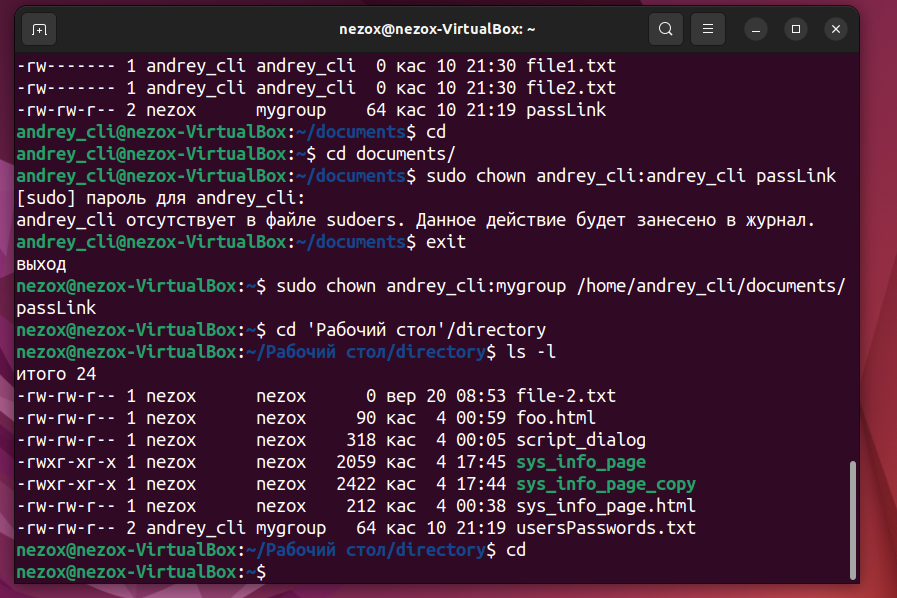 nezox@nezox-VirtualBox: ~
-rw------- 1 andrey_cli andrey_cli  0 кас 10 21:30 file1.txt
-rw------- 1 andrey_cli andrey_cli  0 кас 10 21:30 file2.txt
-rw-rw-r-- 2 nezox      mygroup    64 кас 10 21:19 passLink
andrey_cli@nezox-VirtualBox:~/documents$ cd
andrey_cli@nezox-VirtualBox:~$ cd documents/
andrey_cli@nezox-VirtualBox:~/documents$ sudo chown andrey_cli:andrey_cli passLink
[sudo] пароль для andrey_cli:
andrey_cli отсутствует в файле sudoers. Данное действие будет занесено в журнал.
andrey_cli@nezox-VirtualBox:~/documents$ exit
выход
nezox@nezox-VirtualBox:~$ sudo chown andrey_cli:mygroup /home/andrey_cli/documents/
passLink
nezox@nezox-VirtualBox:~$ cd 'Рабочий стол'/directory
nezox@nezox-VirtualBox:~/Рабочий стол/directory$ ls -l
итого 24
-rw-rw-r-- 1 nezox      nezox      0 вер 20 08:53 file-2.txt
-rw-rw-r-- 1 nezox      nezox     90 кас  4 00:59 foo.html
-rw-rw-r-- 1 nezox      nezox    318 кас  4 00:05 script_dialog
-rwxr-xr-x 1 nezox      nezox   2059 кас  4 17:45 sys_info_page
-rwxr-xr-x 1 nezox      nezox   2422 кас  4 17:44 sys_info_page_copy
-rw-rw-r-- 1 nezox      nezox    212 кас  4 00:38 sys_info_page.html
-rw-rw-r-- 2 andrey_cli mygroup   64 кас 10 21:19 usersPasswords.txt
nezox@nezox-VirtualBox:~/Рабочий стол/directory$ cd
nezox@nezox-VirtualBox:~$